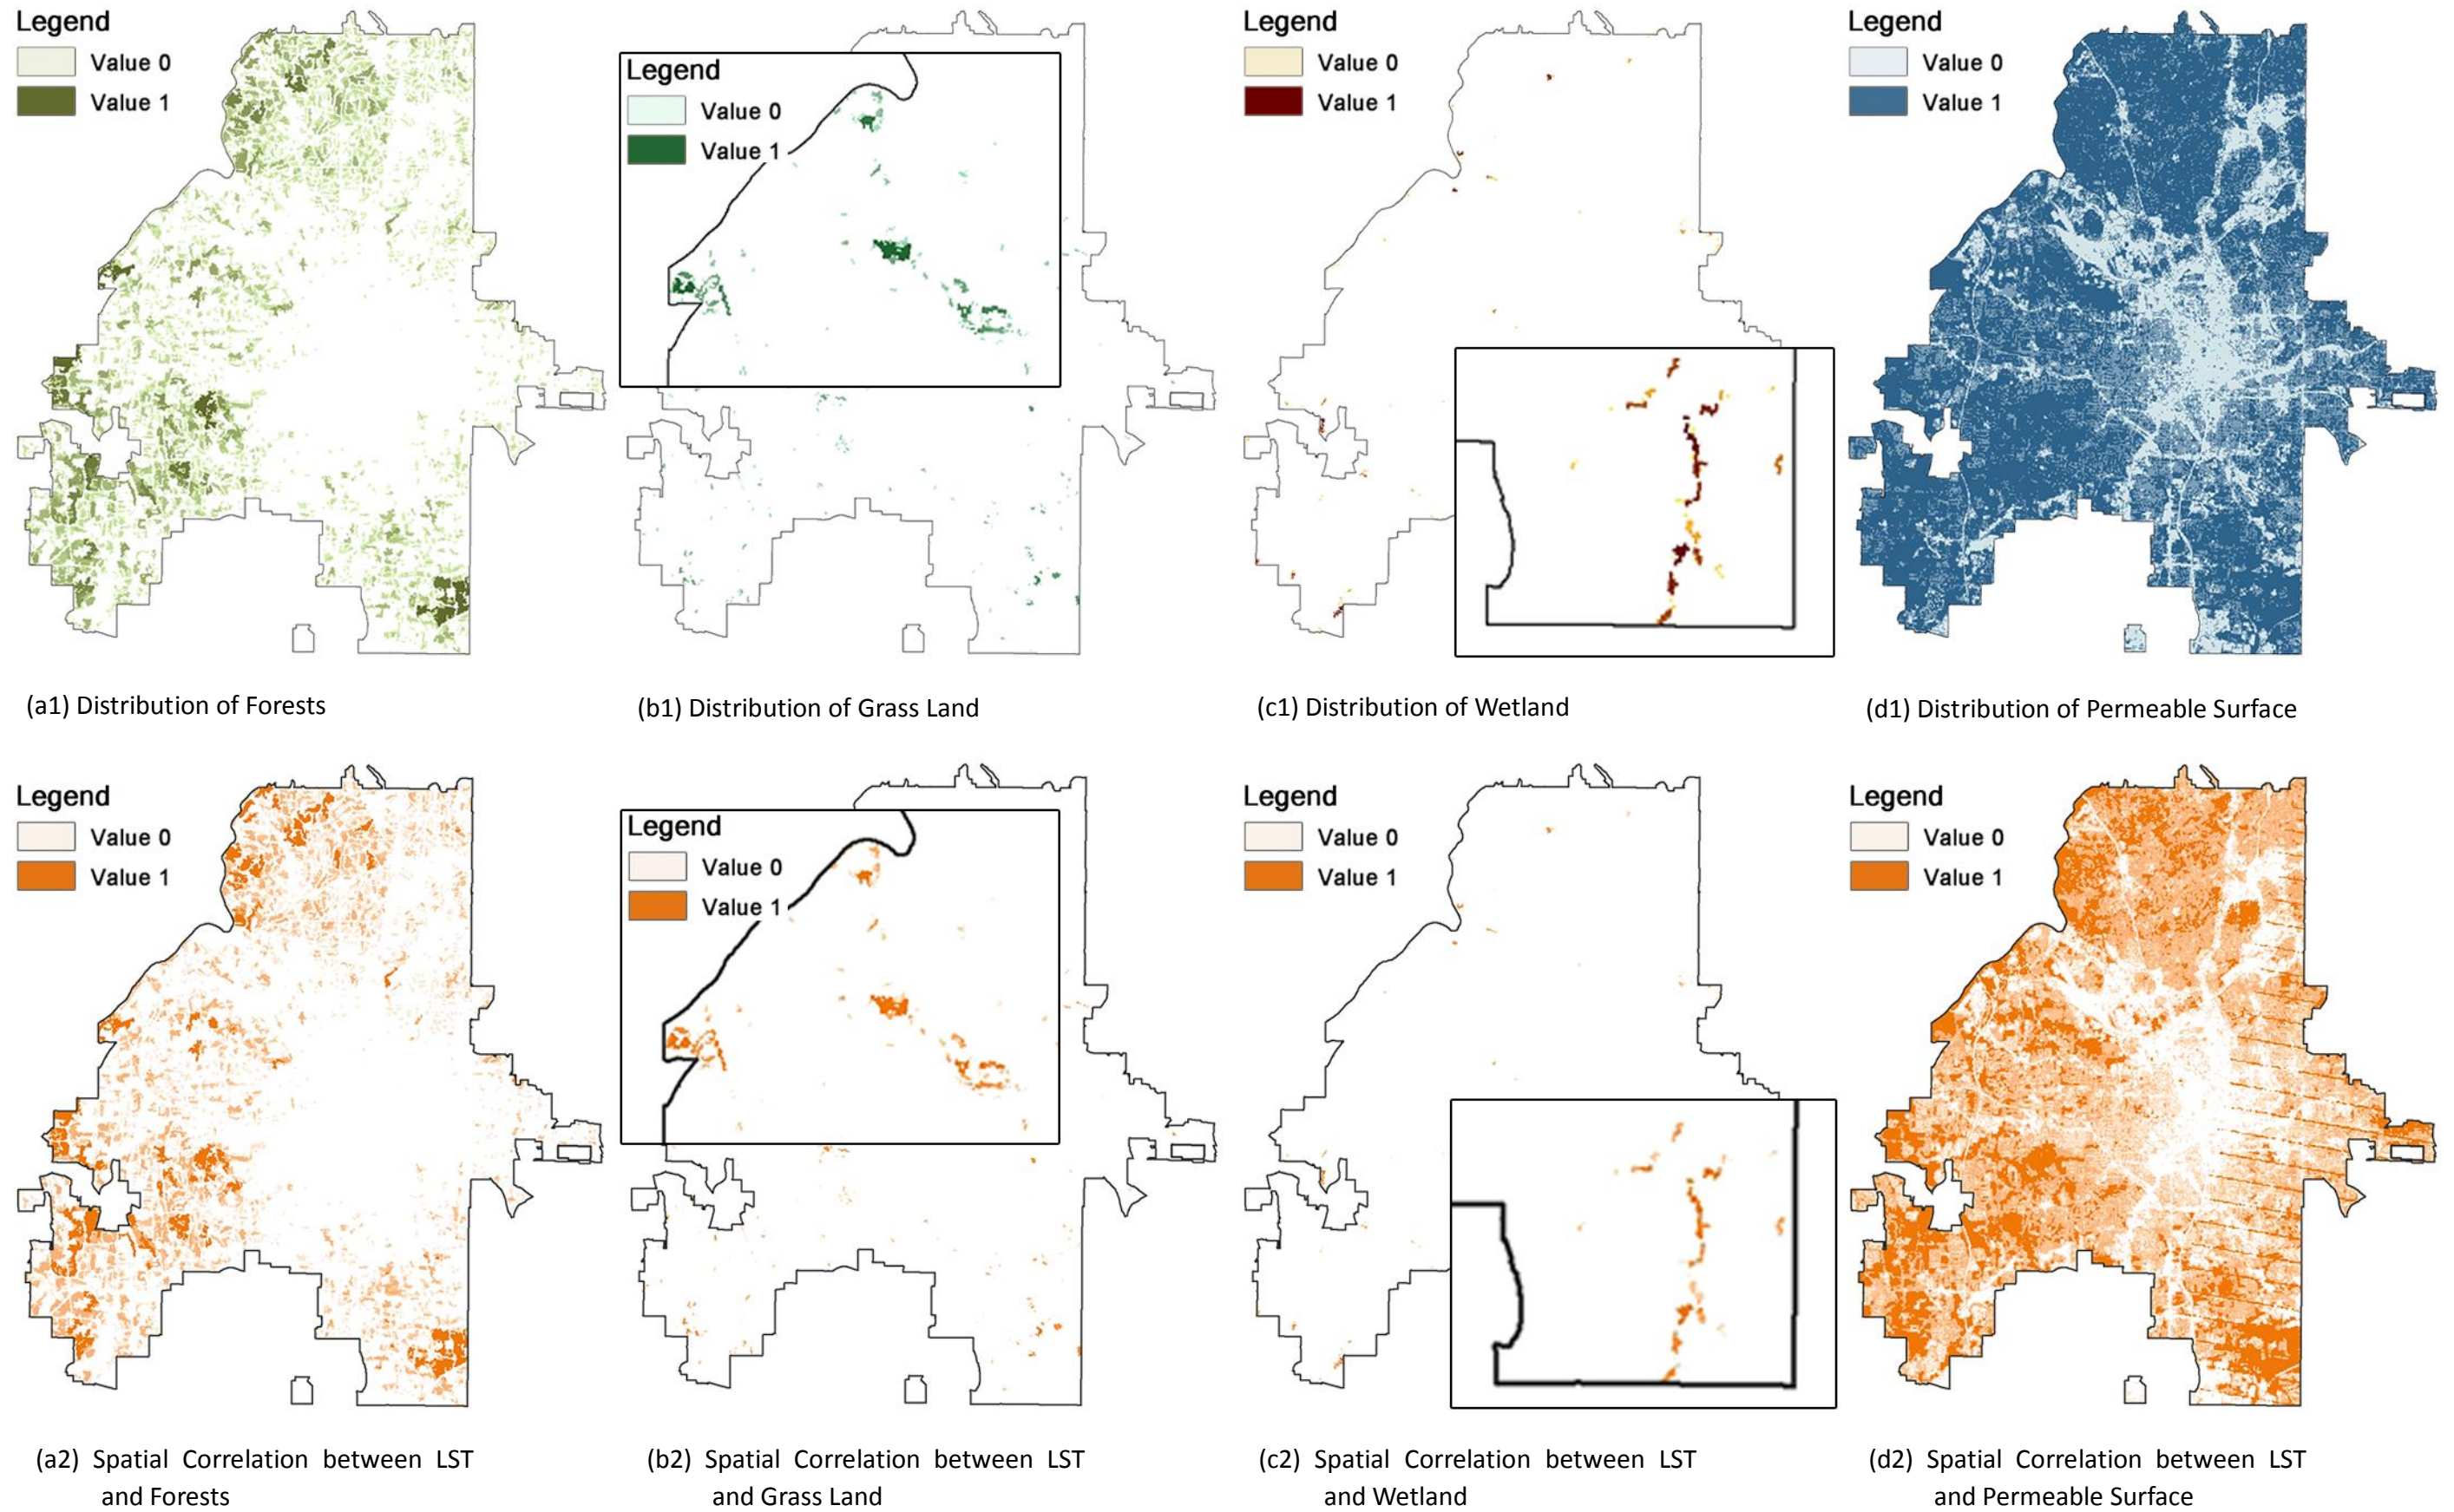 Legend
Value 0
Value 1
Legend
Value 0
Value 1
Legend
Value 0
Value 1
Legend
Value 0
Value 1
(a1) Distribution of Forests
(b1) Distribution of Grass Land
(c1) Distribution of Wetland
(d1) Distribution of Permeable Surface
Legend
Value 0
Value 1
Legend
Value 0
Value 1
Legend
Value 0
Value 1
Legend
Value 0
Value 1
(a2) Spatial Correlation between LST
and Forests
(b2) Spatial Correlation between LST
and Grass Land
(c2) Spatial Correlation between LST
and Wetland
(d2) Spatial Correlation between LST
and Permeable Surface